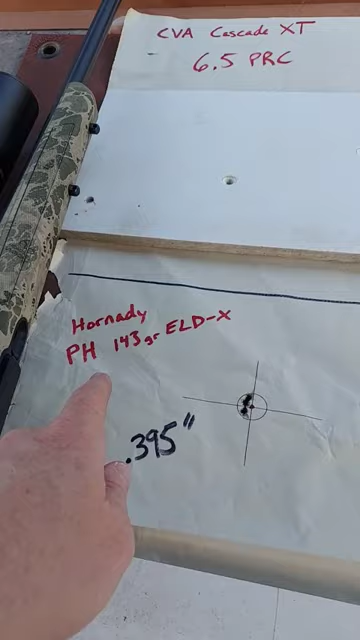 CVA Cascade XT
6.5 PRC
Hornady
PH 143gr ELD-X
.395"